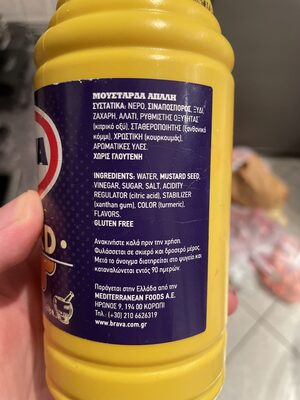 ΜΟΥΣΤΑΡΔΑ ΑΠΑΛΗ
ΣΥΣΤΑΤΙΚΑ: ΝΕΡΟ, ΣΙΝΑΠΟΣΠΟΡΟΣ, ΞΥΔΙ,
ΖΑΧΑΡΗ, ΑΛΑΤΙ, ΡΥΘΜΙΣΤΗΣ ΟΞΥΤΗΤΑΣ
(κιτρικό οξύ), ΣΤΑΘΕΡΟΠΟΙΗΤΗΣ (ξανθανικό
κόμμι), ΧΡΩΣΤΙΚΗ (κουρκουμάς),
ΑΡΩΜΑΤΙΚΕΣ ΥΛΕΣ.
ΧΩΡΙΣ ΓΛΟΥΤΕΝΗ
INGREDIENTS: WATER, MUSTARD SEED,
VINEGAR, SUGAR, SALT, ACIDITY
REGULATOR (citric acid), STABILIZER
(xanthan gum), COLOR (turmeric),
FLAVORS.
GLUTEN FREE
Ανακινήστε καλά πριν την χρήση.
Φυλάσσεται σε σκιερό και δροσερό μέρος.
Μετά το άνοιγμα διατηρείται στο ψυγείο και
καταναλώνεται εντός 90 ημερών.
Παράγεται στην Ελλάδα από την
MEDITERRANEAN FOODS A.E.
ΗΡΩΝΟΣ 9, 194 00 ΚΟΡΩΠΙ
Τηλ.: (+30) 210 6626319
www.brava.com.gr